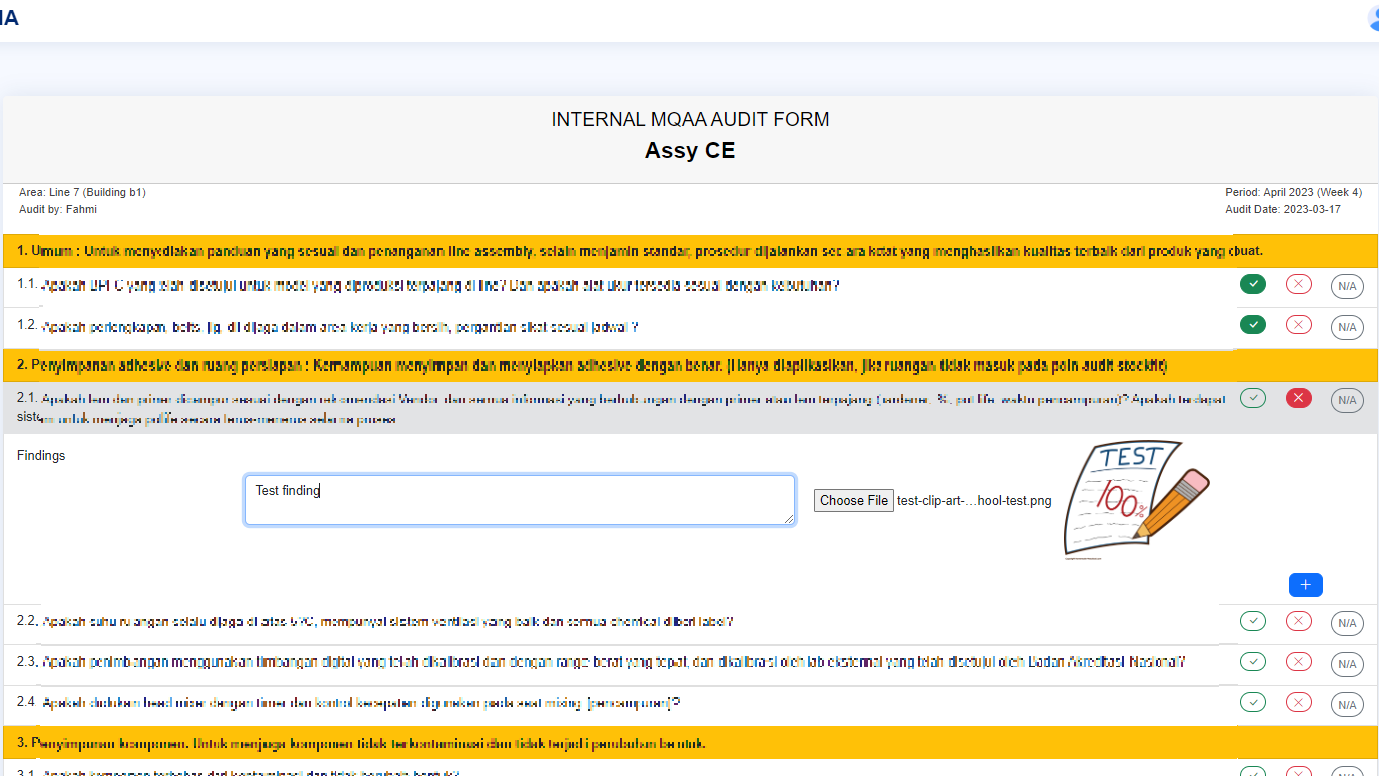 IA
INTERNAL MQAA AUDIT FORM
Assy CE
Area: Line 7 (Building b1)
Period: April 2023 (Week 4)
Audit by: Fahmi
Audit Date: 2023-03-17
1. Umum : Untuk menyediakan panduan yang sesuai dan penanganan line assembly, selain menjamin standar, prosedur dijalankan secara ketat yang menghasilkan kualitas terbaik dari produk yang dibuat.
1.1. Apakah yang telah disetujui untuk model yang diproduksi terpajang di line? Dan apakah alat ukur tersedia sesuai dengan kebutuhan?
N/A
1.2. Apakah perlengkapan, bolts, jig, dll dijaga dalam area kerja yang bersih, pergantian sikat sesuai jadwal ?
N/A
2. Penyimpanan adhesive dan ruang persiapan : Kemampuan menyimpan dan menyiapkan adhesive dengan benar. (Hanya diaplikasikan, jika ruangan tidak masuk pada poin audit stockfit)
2.1. Apakah lem dan primer dicampur sesuai dengan rekomendasi Vendor, dan semua informasi yang berhubungan dengan primer atau lem terpajang (hardener, %, pot life, waktu pencampuran)? Apakah terdapat
N/A
sistem untuk menjaga potlife secara terus-menerus selama proses
Findings
Test finding
Choose File test-clip-art-...hool-test.png
TEST
100%
+
2.2. Apakah suhu ruangan selalu dijaga di atas mempunyai sistem ventilasi yang baik dan semua chemical diberi label?
N/A
2.3. Apakah penimbangan menggunakan timbangan digital yang telah dikalibrasi dan dengan range berat yang tepat, dan dikalibrasi oleh lab eksternal yang telah disetujui oleh Badan Akreditasi Nasional?
N/A
2.4. Apakah dudukan head mixer dengan timer dan kontrol kecepatan digunakan pada saat mixing (pencampuran)?
N/A
3. Penyimpanan komponen. Untuk menjaga komponen tidak terkontaminasi dan tidak terjadi perubahan bentuk.
3.1. Apakah komponen terbebas dari kontaminasi dan tidak berubah bentuk?
N/A